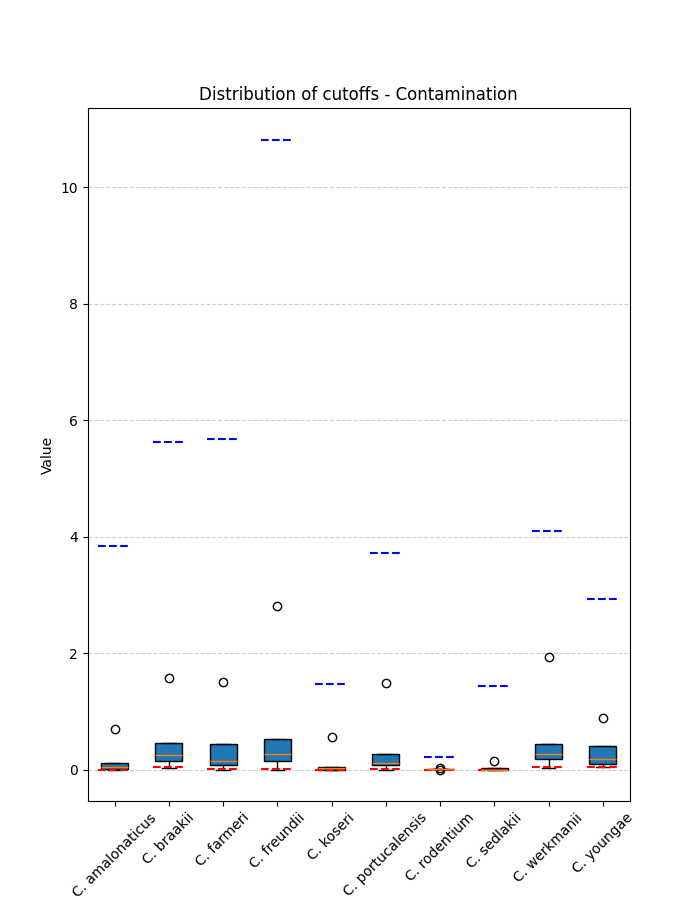 Distribution of cutoffs - Contamination
10
8
6
4
2
0
Value
C. amalonaticus
C. braakii
C. farmeri
C. freundii
C. koseri
C. portucalensis
C. rodentium
C. sedlakii
C. werkmanii
C. youngae